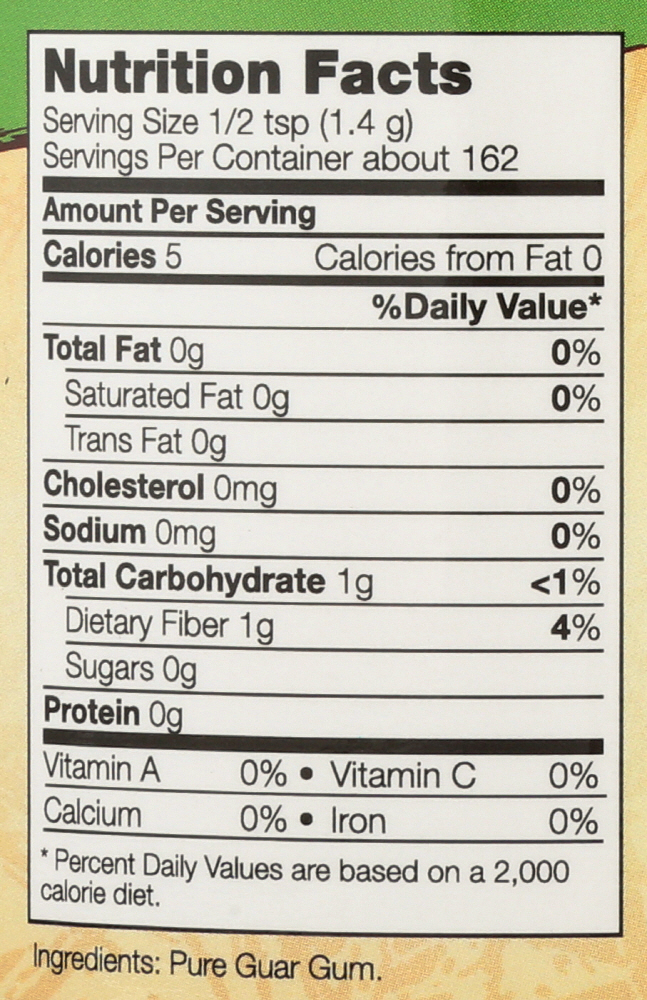 Nutrition Facts
Serving Size 1/2 tsp (1.4 g)
Servings Per Container about 162
Amount Per Serving
Calories 5 Calories from Fat 0
%Daily Value*
Total Fat 0g 0%
Saturated Fat 0g 0%
Trans Fat 0g
Cholesterol 0mg 0%
Sodium 0mg 0%
Total Carbohydrate 1g <1%
Dietary Fiber 1g 4%
Sugars 0g
Protein 0g
Vitamin A 0% • Vitamin C 0%
Calcium 0% • Iron 0%
* Percent Daily Values are based on a 2,000
calorie diet.
Ingredients: Pure Guar Gum.